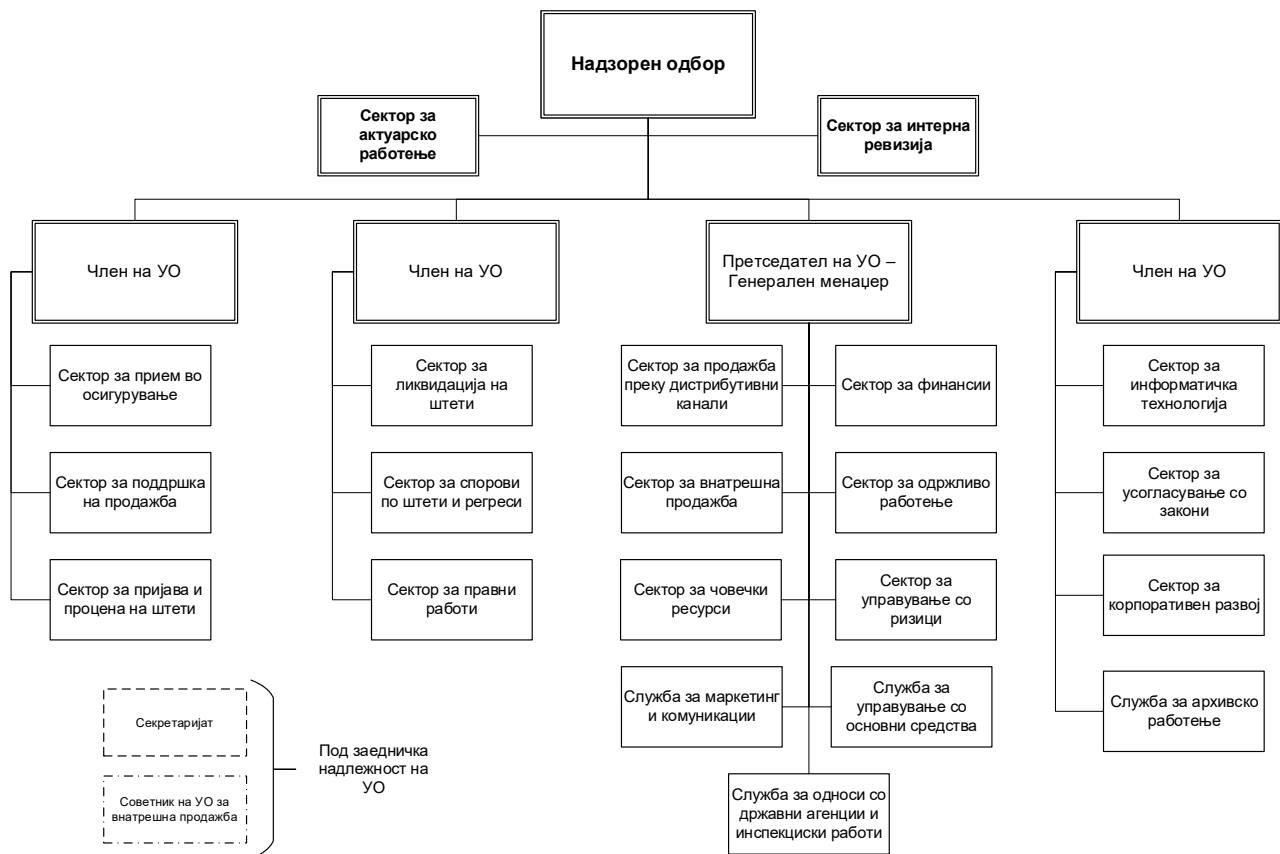 Надзорен одбор
Сектор за
актуарско
работење
Сектор за интерна
ревизија
Член на УО
Член на УО
Претседател на УО –
Генерален менаџер
Член на УО
Сектор за прием во
осигурување
Сектор за поддршка
на продажба
Сектор за пријава и
процена на штети
Сектор за
ликвидација на
штети
Сектор за спорови
по штети и регреси
Сектор за правни
работи
Сектор за продажба
преку дистрибутивни
канали
Сектор за финансии
Сектор за внатрешна
продажба
Сектор за одржливо
работење
Сектор за човечки
ресурси
Сектор за
управување со
ризици
Служба за маркетинг
и комуникации
Служба за
управување со
основни средства
Служба за односи со
државни агенции и
инспекциски работи
Сектор за
информатичка
технологија
Сектор за
усогласување со
закони
Сектор за
корпоративен развој
Служба за архивско
работење
Секретаријат
Советник на УО за
внатрешна продажба
Под заедничка
надлежност на
УО